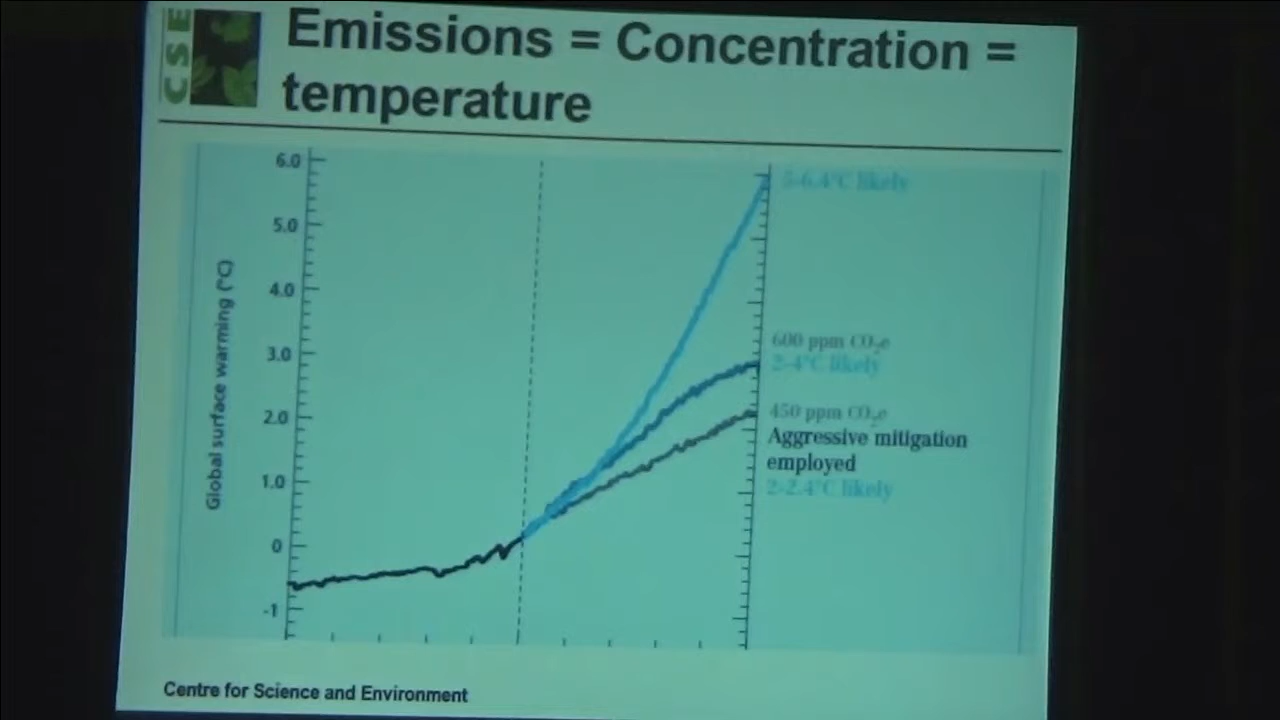 CSE
Emissions = Concentration =
temperature
6.0
5.0
4.0
3.0
2.0
1.0
0
-1
Global surface warming (°C)
5-6.4°C likely
600 ppm CO₂e
2-4°C likely
450 ppm CO₂e
Aggressive mitigation
employed
2-2.4°C likely
Centre for Science and Environment